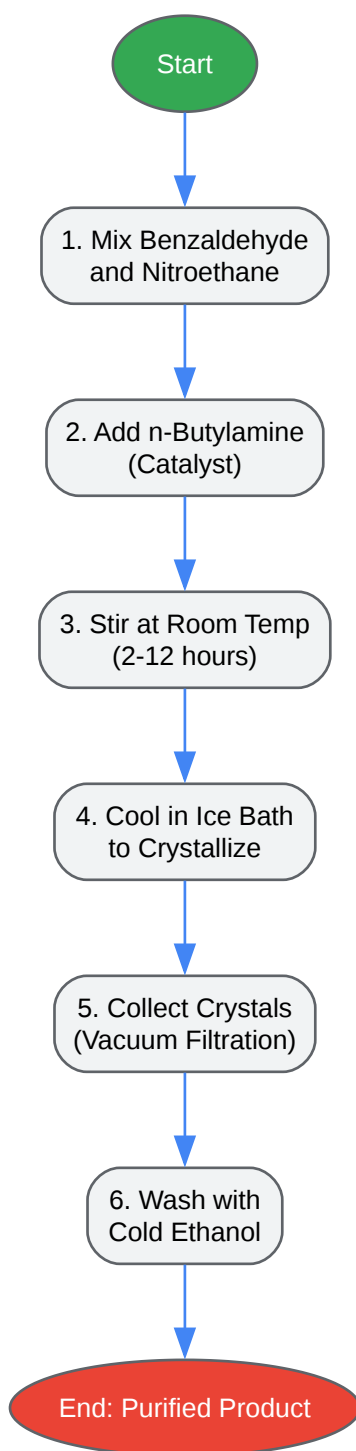 Start
1. Mix Benzaldehyde
and Nitroethane
2. Add n-Butylamine
(Catalyst)
3. Stir at Room Temp
(2-12 hours)
4. Cool in Ice Bath
to Crystallize
5. Collect Crystals
(Vacuum Filtration)
6. Wash with
Cold Ethanol
End: Purified Product